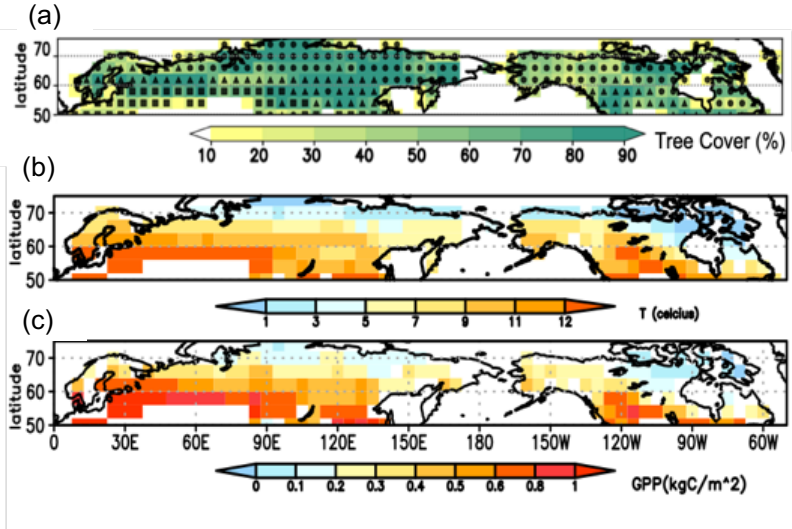 (a)
latitude
70
60
50
10 20 30 40 50 60 70 80 90
Tree Cover (%)
(b)
latitude
70
60
50
1 3 5 7 9 11 12
T (celcius)
(c)
latitude
70
60
50
0 30E 60E 90E 120E 150E 180 150W 120W 90W 60W
0 0.1 0.2 0.3 0.4 0.5 0.6 0.8 1
GPP(kgC/m^2)